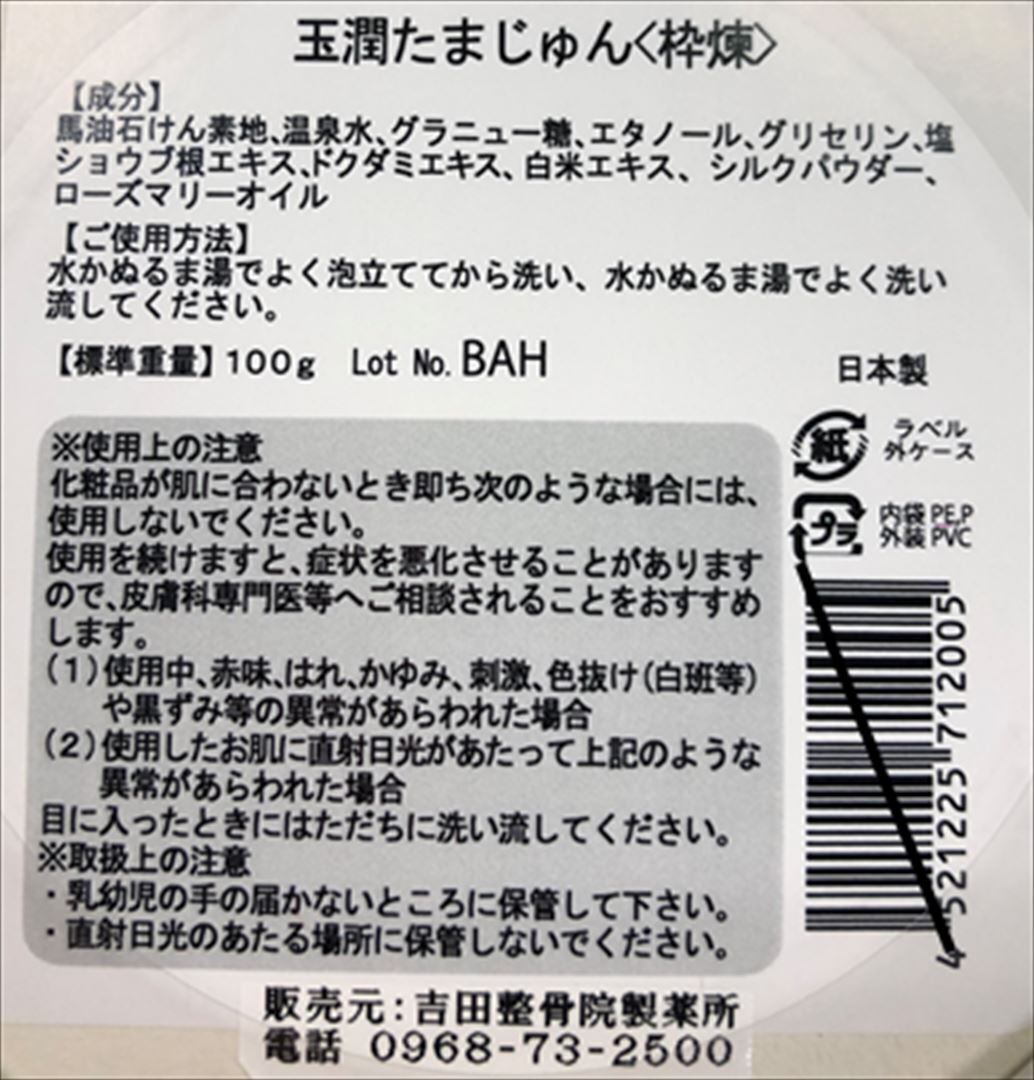 玉潤たまじゅん〈枠煉〉
【成分】
馬油石けん素地、温泉水、グラニュー糖、エタノール、グリセリン、塩
ショウブ根エキス、ドクダミエキス、白米エキス、シルクパウダー、
ローズマリーオイル
【ご使用方法】
水かぬるま湯でよく泡立ててから洗い、水かぬるま湯でよく洗い
流してください。
【標準重量】100g Lot No. BAH
日本製
※使用上の注意
化粧品が肌に合わないとき即ち次のような場合には、
使用しないでください。
使用を続けますと、症状を悪化させることがあります
ので、皮膚科専門医等へご相談されることをおすすめ
します。
(1)使用中、赤味、はれ、かゆみ、刺激、色抜け(白班等)
や黒ずみ等の異常があらわれた場合
(2)使用したお肌に直射日光があたって上記のような
異常があらわれた場合
目に入ったときにはただちに洗い流してください。
※取扱上の注意
・乳幼児の手の届かないところに保管して下さい。
・直射日光のあたる場所に保管しないでください。
紙
ラベル
外ケース
プラ
内袋 PE,P
外装 PVC
4 521225 712005
販売元:吉田整骨院製薬所
電話 0968-73-2500